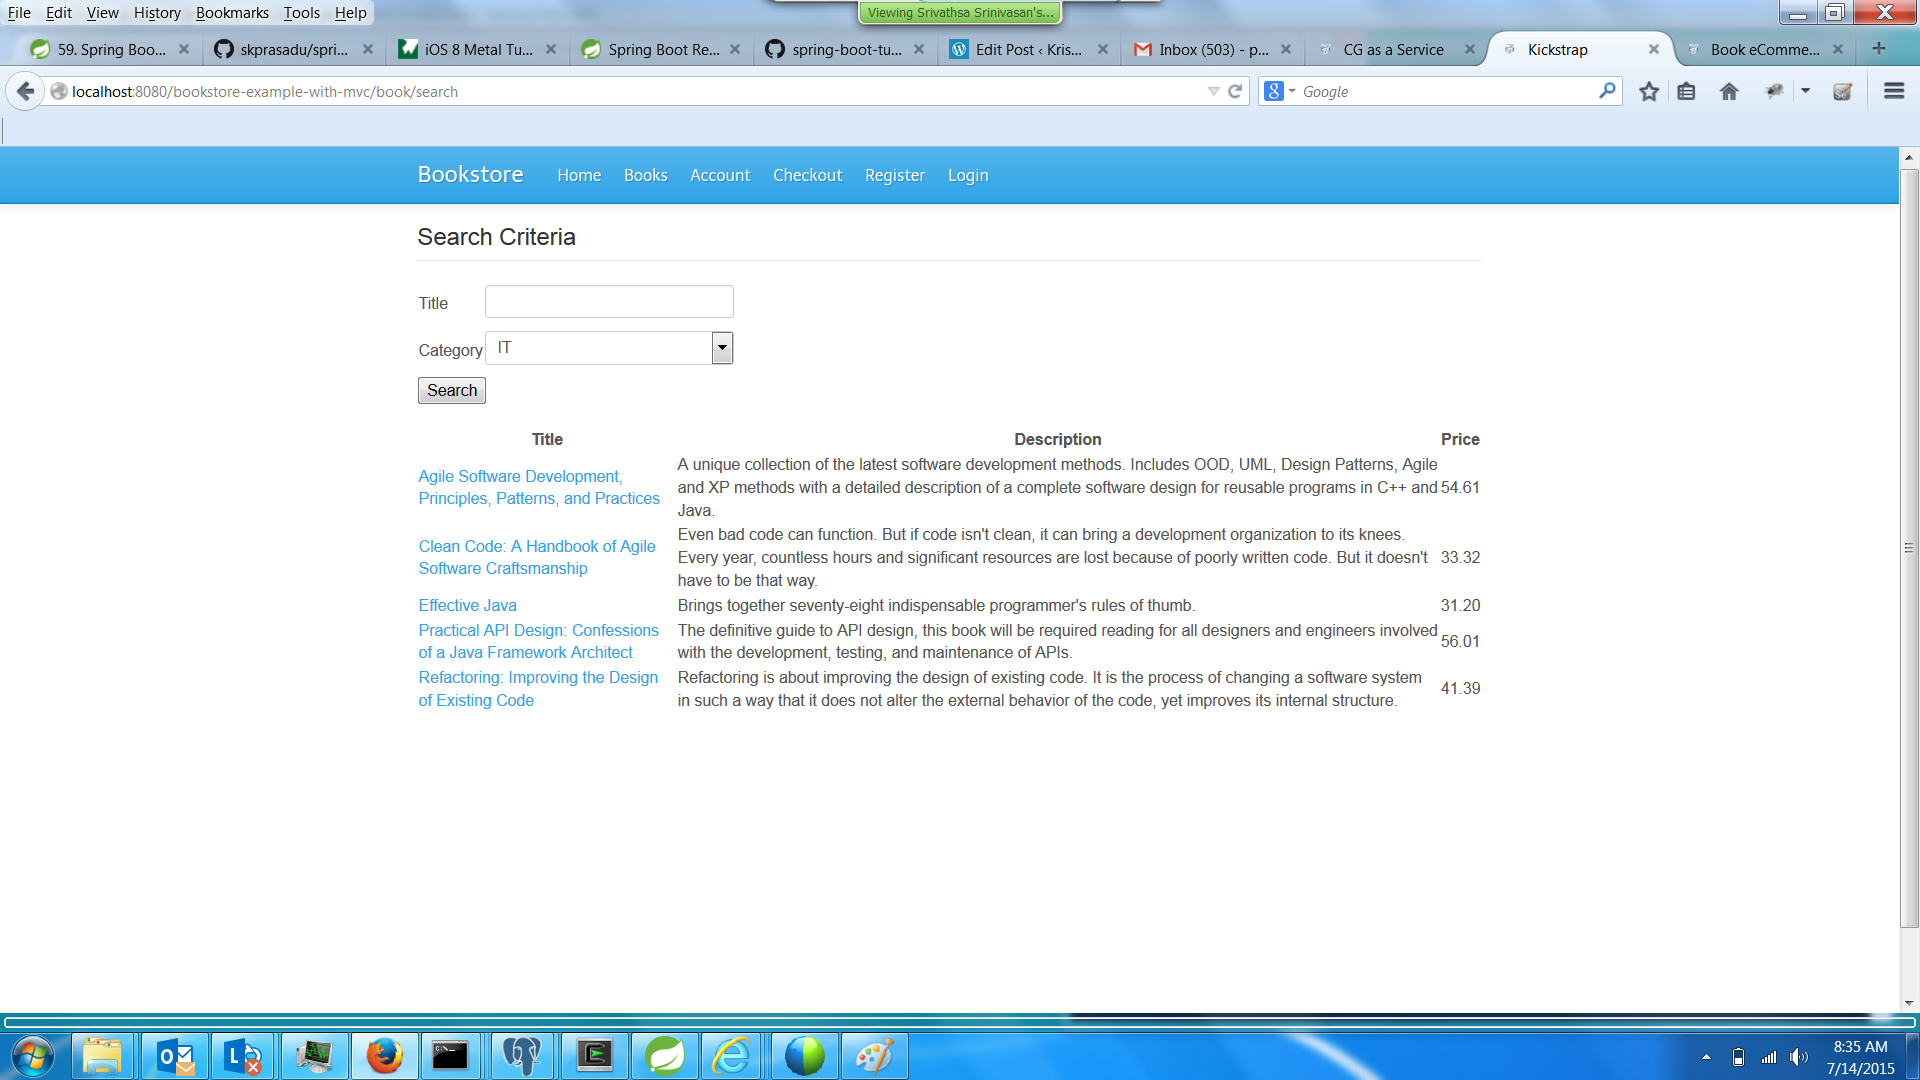 File Edit View History Bookmarks Tools Help
Viewing Srivathsa Srinivasan's...
59. Spring Boo... skprasadu/spri... iOS 8 Metal Tu... Spring Boot Re... spring-boot-tu... Edit Post ‹ Kris... Inbox (503) - p... CG as a Service Kickstrap Book eComme...
localhost:8080/bookstore-example-with-mvc/book/search Google
Bookstore Home Books Account Checkout Register Login
Search Criteria
Title
Category IT
Search
Title Description Price
Agile Software Development,
Principles, Patterns, and Practices
A unique collection of the latest software development methods. Includes OOD, UML, Design Patterns, Agile
and XP methods with a detailed description of a complete software design for reusable programs in C++ and
Java.
54.61
Clean Code: A Handbook of Agile
Software Craftsmanship
Even bad code can function. But if code isn't clean, it can bring a development organization to its knees.
Every year, countless hours and significant resources are lost because of poorly written code. But it doesn't
have to be that way.
33.32
Effective Java
Brings together seventy-eight indispensable programmer's rules of thumb.
31.20
Practical API Design: Confessions
of a Java Framework Architect
The definitive guide to API design, this book will be required reading for all designers and engineers involved
with the development, testing, and maintenance of APIs.
56.01
Refactoring: Improving the Design
of Existing Code
Refactoring is about improving the design of existing code. It is the process of changing a software system
in such a way that it does not alter the external behavior of the code, yet improves its internal structure.
41.39
8:35 AM
7/14/2015